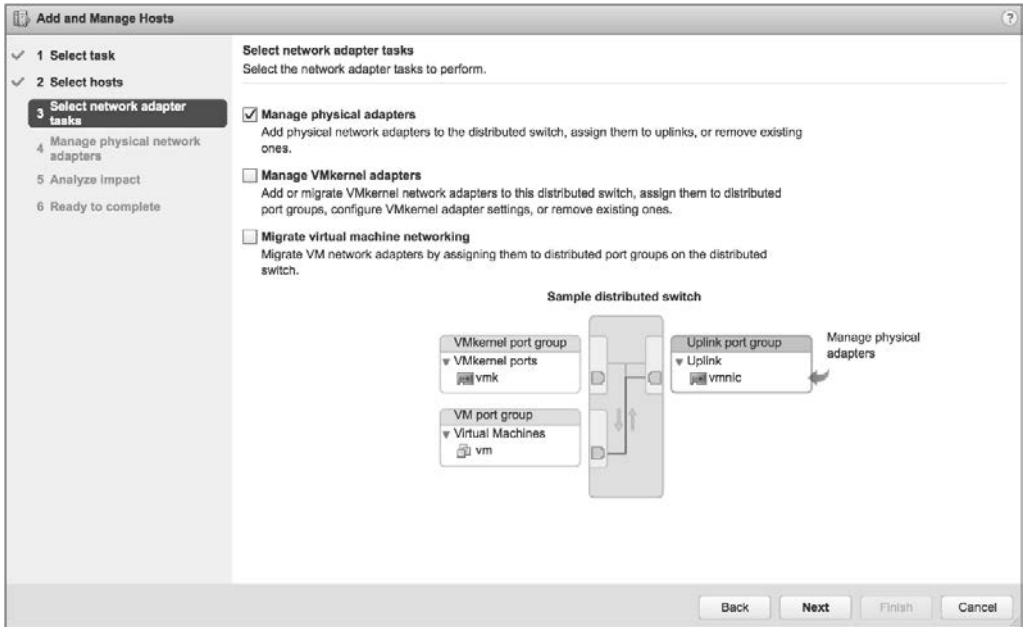 Add and Manage Hosts
?
1 Select task
2 Select hosts
3 Select network adapter
tasks
4 Manage physical network
adapters
5 Analyze impact
6 Ready to complete
Select network adapter tasks
Select the network adapter tasks to perform.
Manage physical adapters
Add physical network adapters to the distributed switch, assign them to uplinks, or remove existing
ones.
Manage VMkernel adapters
Add or migrate VMkernel network adapters to this distributed switch, assign them to distributed
port groups, configure VMkernel adapter settings, or remove existing ones.
Migrate virtual machine networking
Migrate VM network adapters by assigning them to distributed port groups on the distributed
switch.
Sample distributed switch
VMkernel port group
VMkernel ports
vmk
VM port group
Virtual Machines
vm
Uplink port group
Uplink
vmnic
Manage physical
adapters
Back
Next
Finish
Cancel